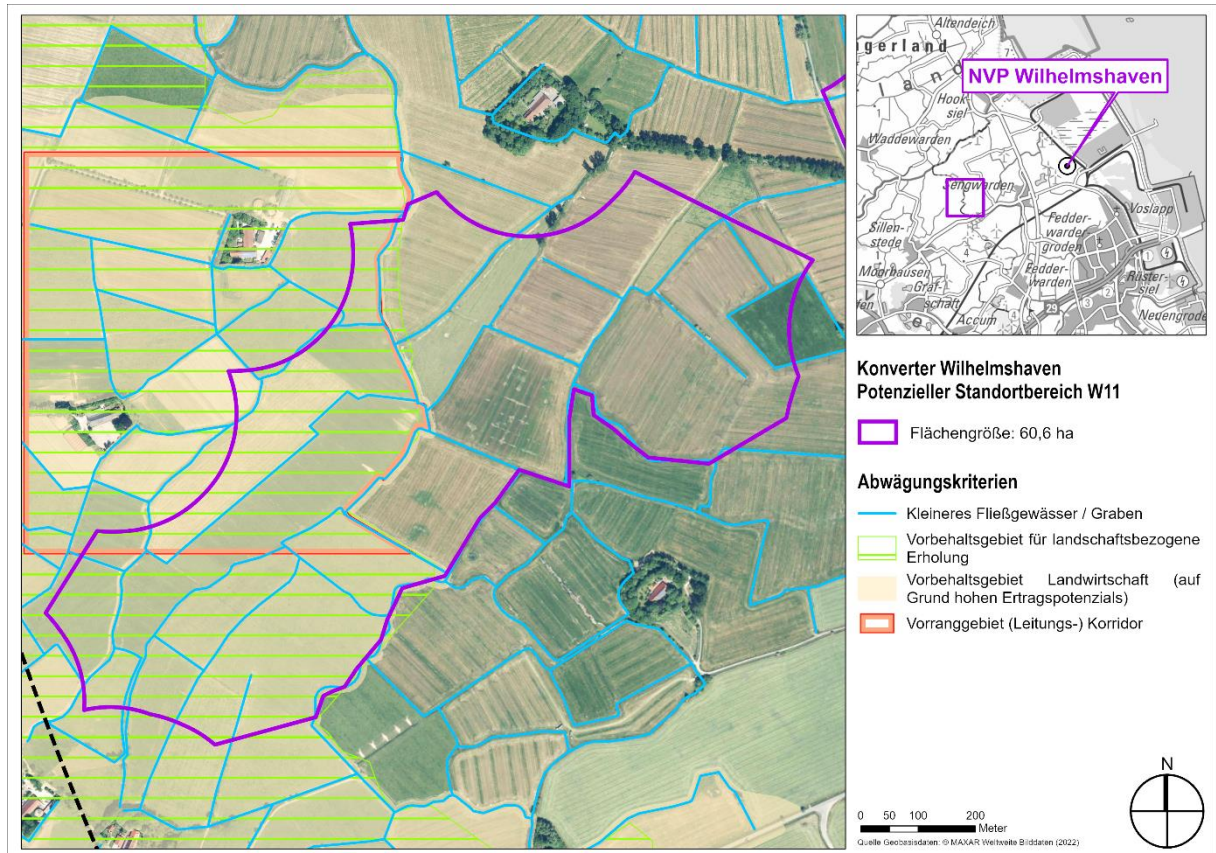 Altendeich
gerland
l a n d
NVP Wilhelmshaven
Hook-
siel
Waddewarden
Sengwarden
Voslapp
Fedder-
warder-
groden
Sillen-
stede
Moorhausen
Graf-
schaft
Fedder-
warden
Rüster-
siel
Accum
29
Neuengrode
Konverter Wilhelmshaven
Potenzieller Standortbereich W11
Flächengröße: 60,6 ha
Abwägungskriterien
Kleineres Fließgewässer / Graben
Vorbehaltsgebiet für landschaftsbezogene
Erholung
Vorbehaltsgebiet Landwirtschaft (auf
Grund hohen Ertragspotenzials)
Vorranggebiet (Leitungs-) Korridor
N
0 50 100 200
Meter
Quelle Geobasisdaten: © MAXAR Weltweite Bilddaten (2022)